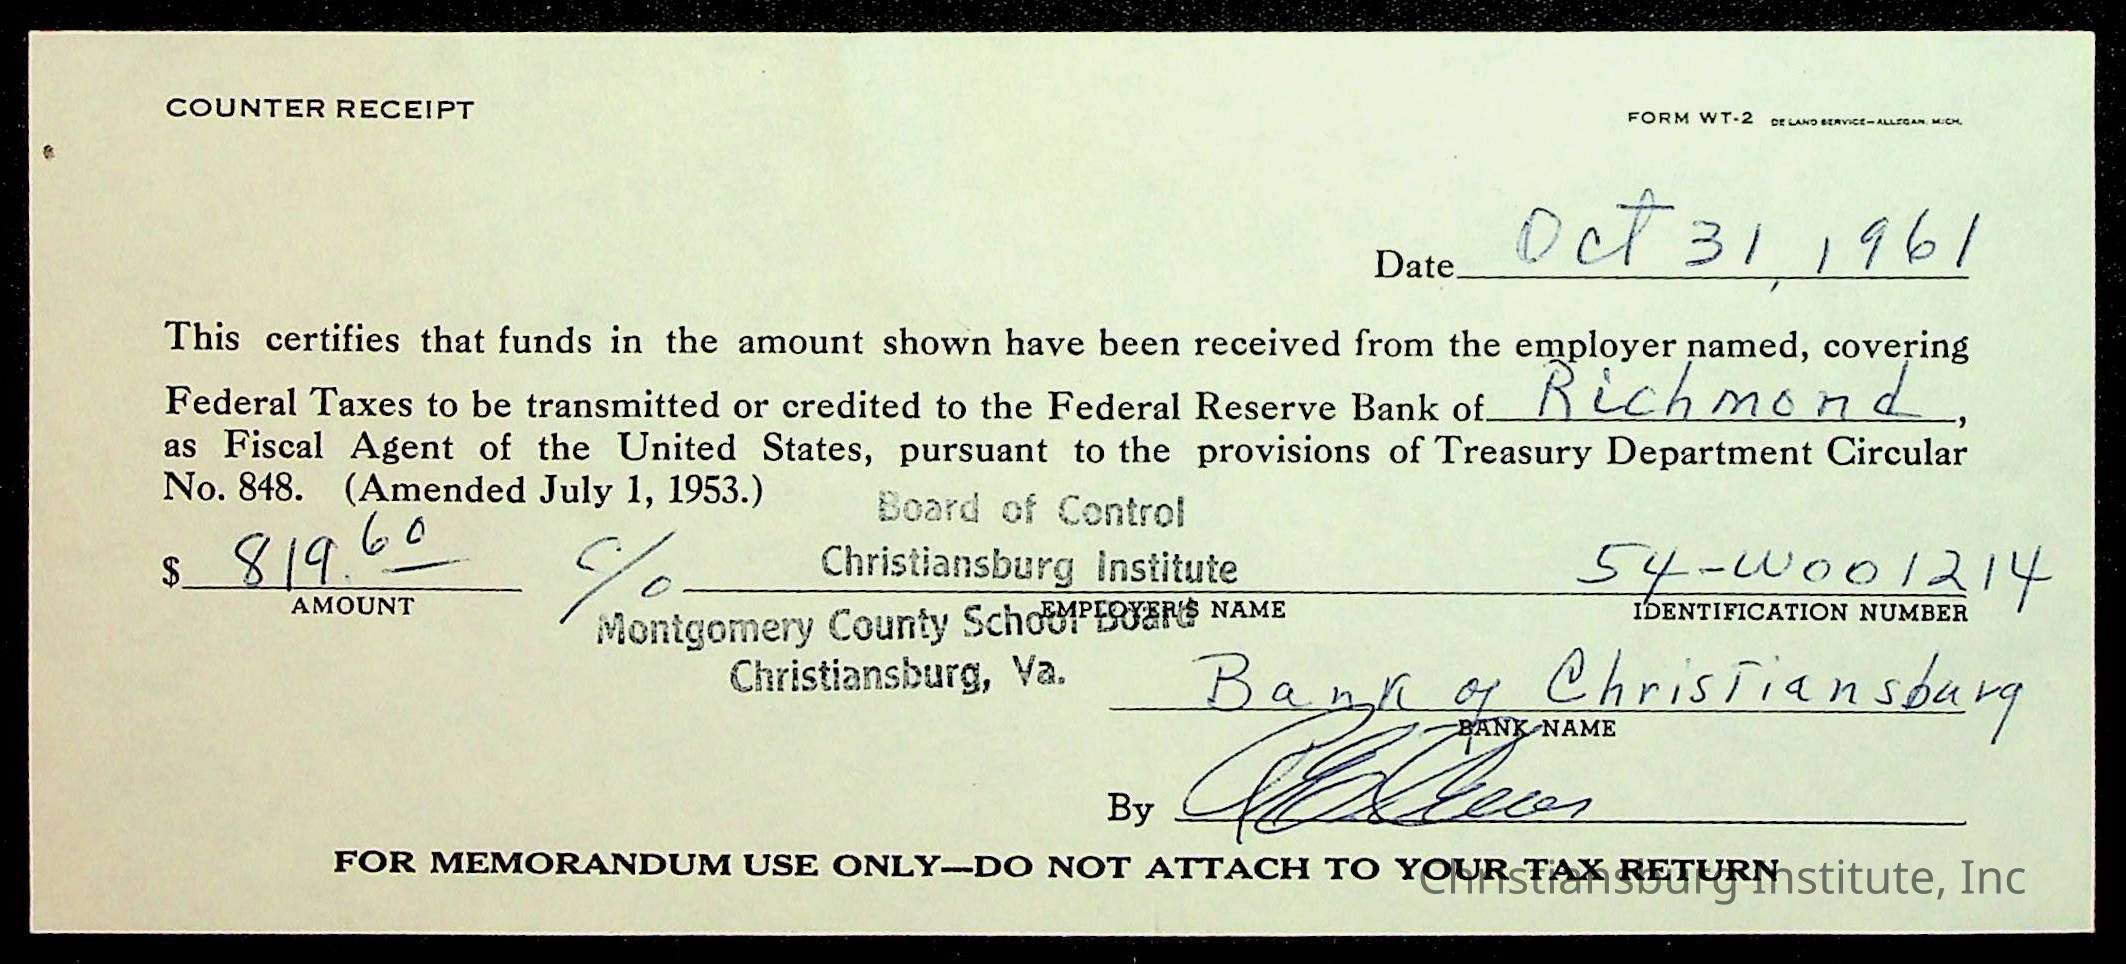 COUNTER RECEIPT
FORM WT-2 DE LAND SERVICE—ALLEGAN, MICH.
Date Oct 31, 1961
This certifies that funds in the amount shown have been received from the employer named, covering
Federal Taxes to be transmitted or credited to the Federal Reserve Bank of Richmond,
as Fiscal Agent of the United States, pursuant to the provisions of Treasury Department Circular
No. 848. (Amended July 1, 1953.)
Board of Control
$ 819.60 c/o Christiansburg Institute 54-W001214
AMOUNT EMPLOYER'S NAME IDENTIFICATION NUMBER
Montgomery County School Board
Christiansburg, Va.
Bank of Christiansburg
BANK NAME
By
FOR MEMORANDUM USE ONLY—DO NOT ATTACH TO YOUR TAX RETURN
Christiansburg Institute, Inc